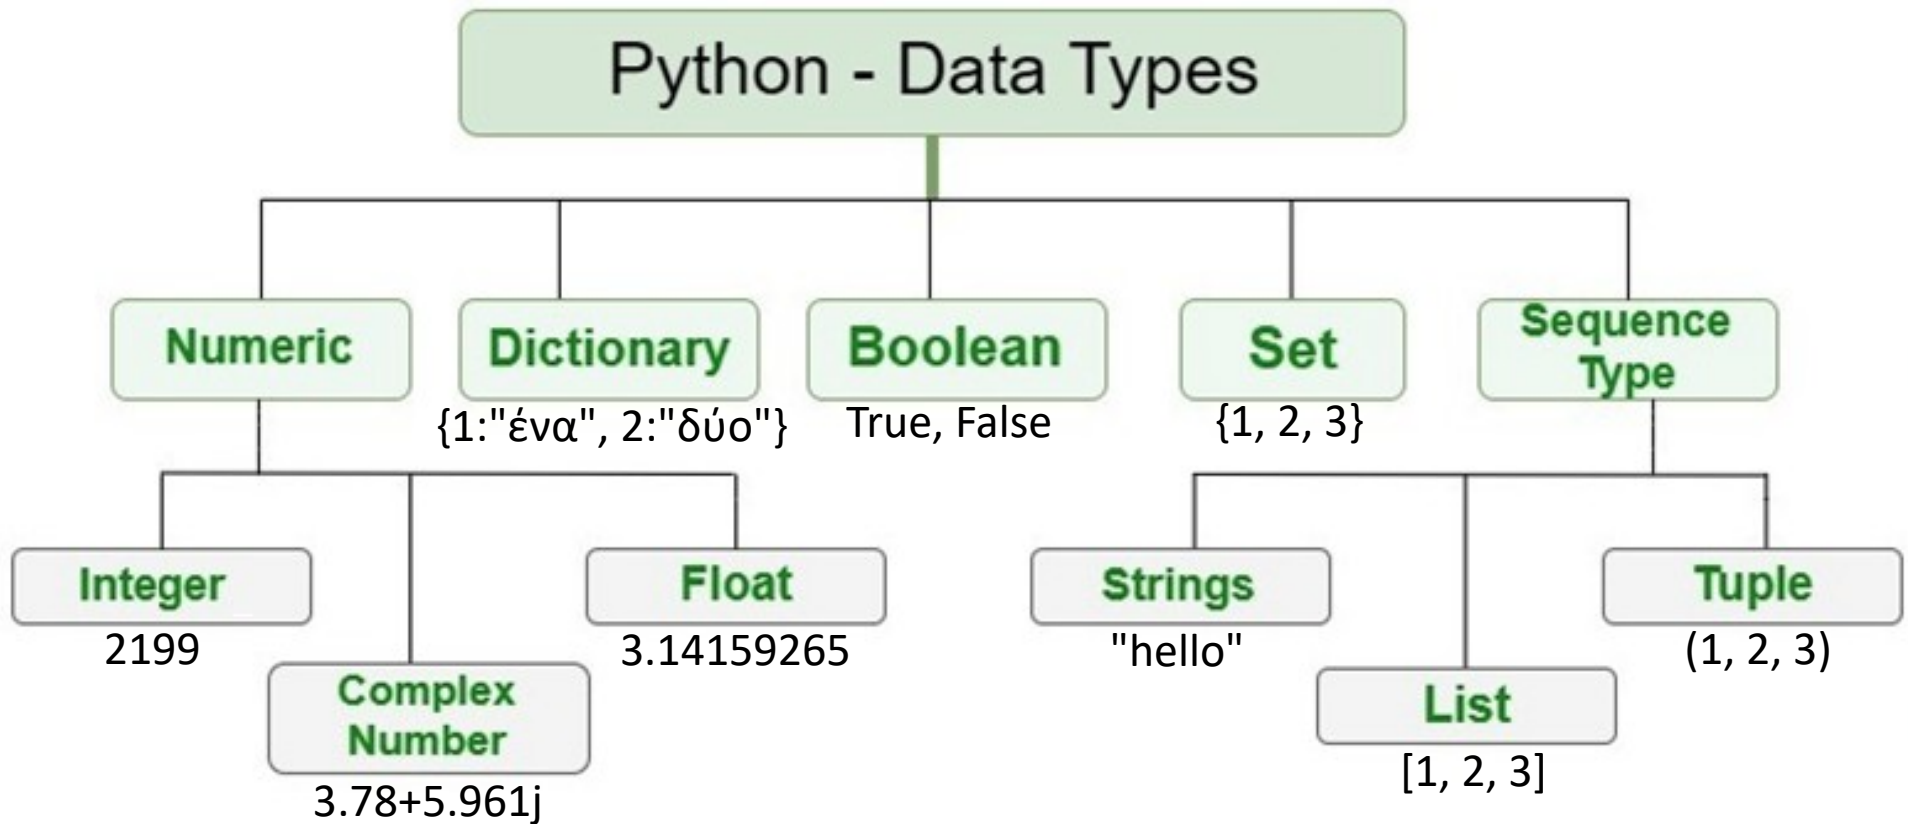 Python - Data Types
Numeric
Dictionary
{1:"ένα", 2:"δύο"}
Boolean
True, False
Set
{1, 2, 3}
Sequence
Type
Integer
2199
Complex
Number
3.78+5.961j
Float
3.14159265
Strings
"hello"
List
[1, 2, 3]
Tuple
(1, 2, 3)